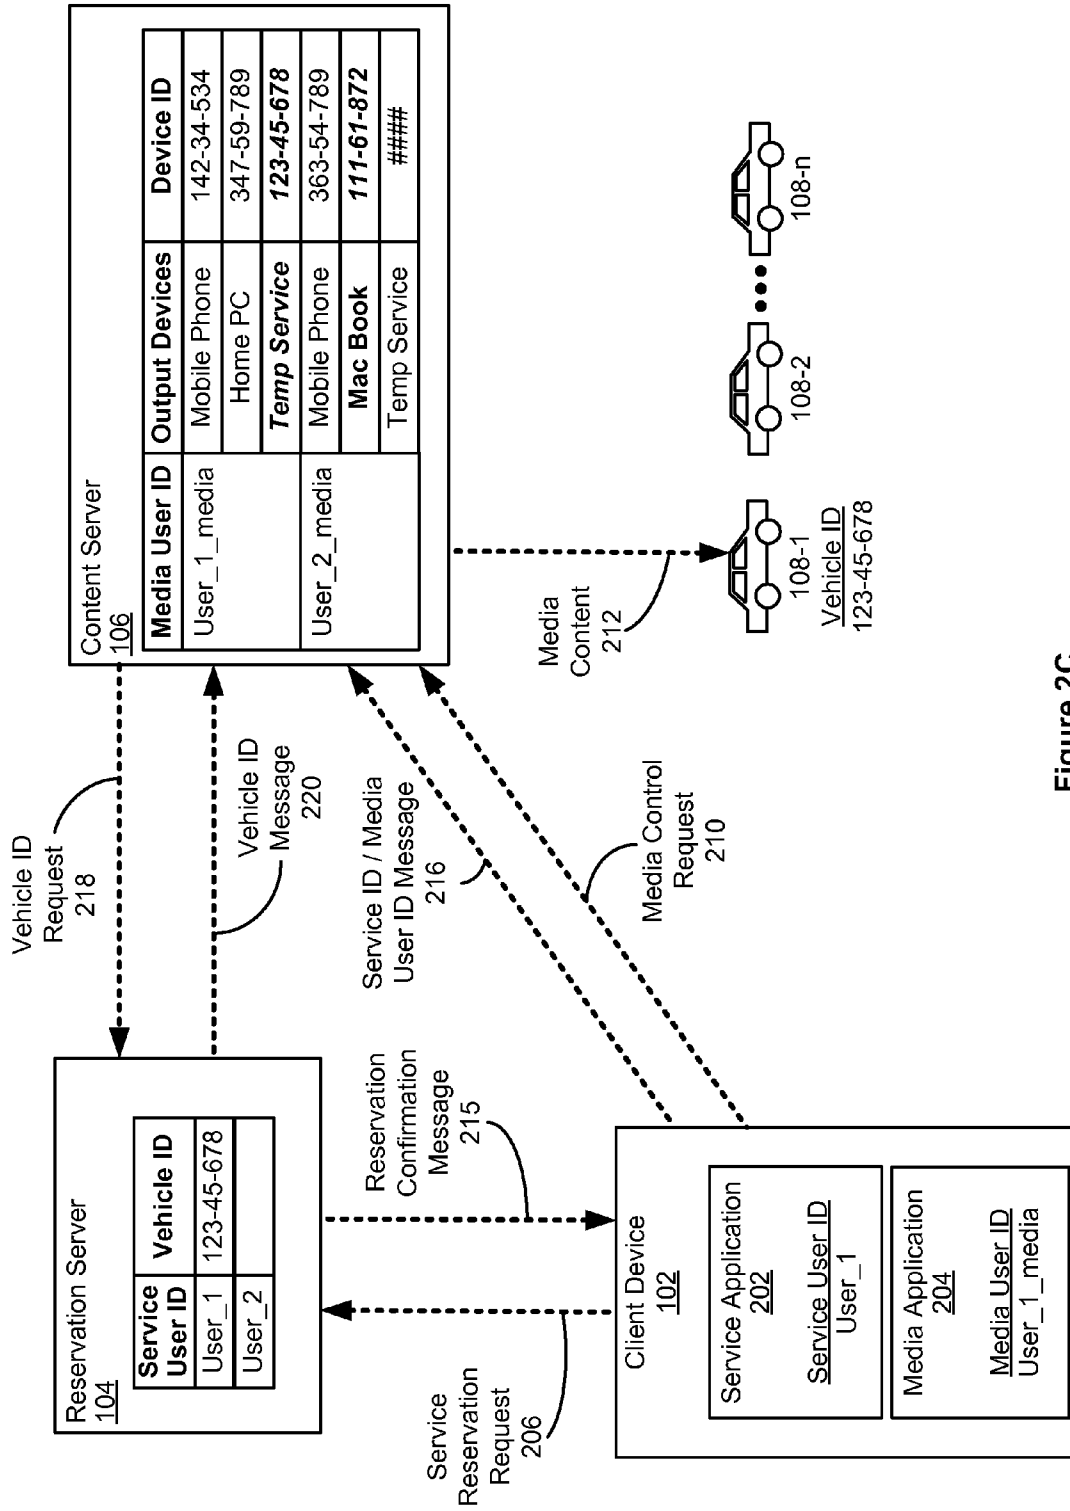 Vehicle ID
Request
218
Vehicle ID
Message
220
Reservation Server
104
Service
User ID
Vehicle ID
User_1
123-45-678
User_2
Content Server
106
Media User ID
Output Devices
Device ID
User_1_media
Mobile Phone
142-34-534
Home PC
347-59-789
Temp Service
123-45-678
User_2_media
Mobile Phone
363-54-789
Mac Book
111-61-872
Temp Service
####
Service
Reservation
Request
206
Reservation
Confirmation
Message
215
Service ID / Media
User ID Message
216
Media Control
Request
210
Media
Content
212
Client Device
102
Service Application
202
Service User ID
User_1
Media Application
204
Media User ID
User_1_media
108-1
Vehicle ID
123-45-678
108-2
108-n
Figure 2C